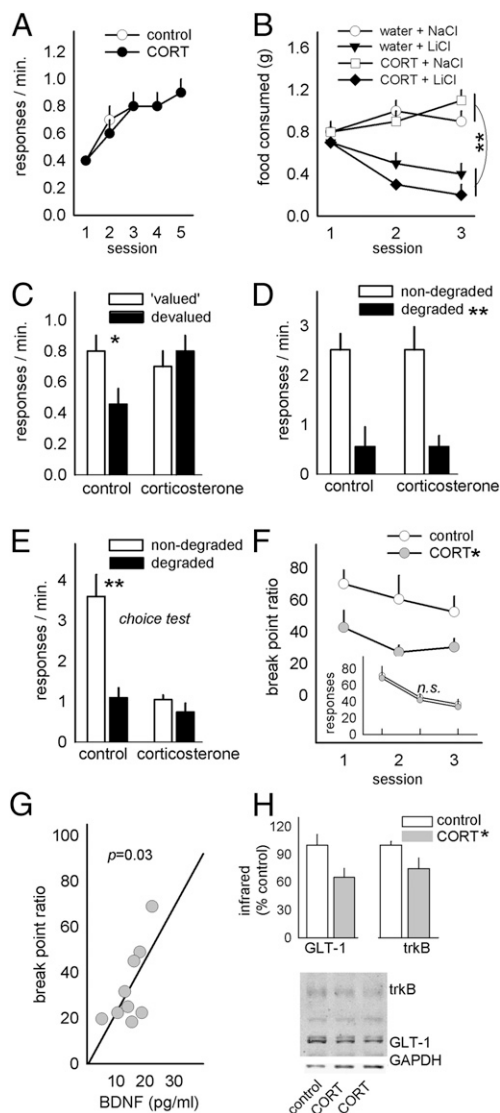 A
control
CORT
responses / min.
1.2
1.0
0.8
0.6
0.4
0.2
0.0
1 2 3 4 5
session
B
water + NaCl
water + LiCl
CORT + NaCl
CORT + LiCl
food consumed (g)
1.6
1.2
0.8
0.4
0.0
**
1 2 3
session
C
'valued'
devalued
responses / min.
1.0
0.8
0.6
0.4
0.2
0.0
*
control corticosterone
D
non-degraded
degraded **
responses / min.
3
2
1
0
control corticosterone
E
non-degraded
degraded
responses / min.
4
3
2
1
0
**
choice test
control corticosterone
F
control
CORT*
break point ratio
80
60
40
20
0
responses
80
60
40
20
0
n.s.
1 2 3
session
G
break point ratio
100
80
60
40
20
0
p=0.03
10 20 30
BDNF (pg/ml)
H
control
CORT*
infrared
(% control)
120
90
60
30
0
GLT-1 trkB
trkB
GLT-1
GAPDH
control CORT CORT